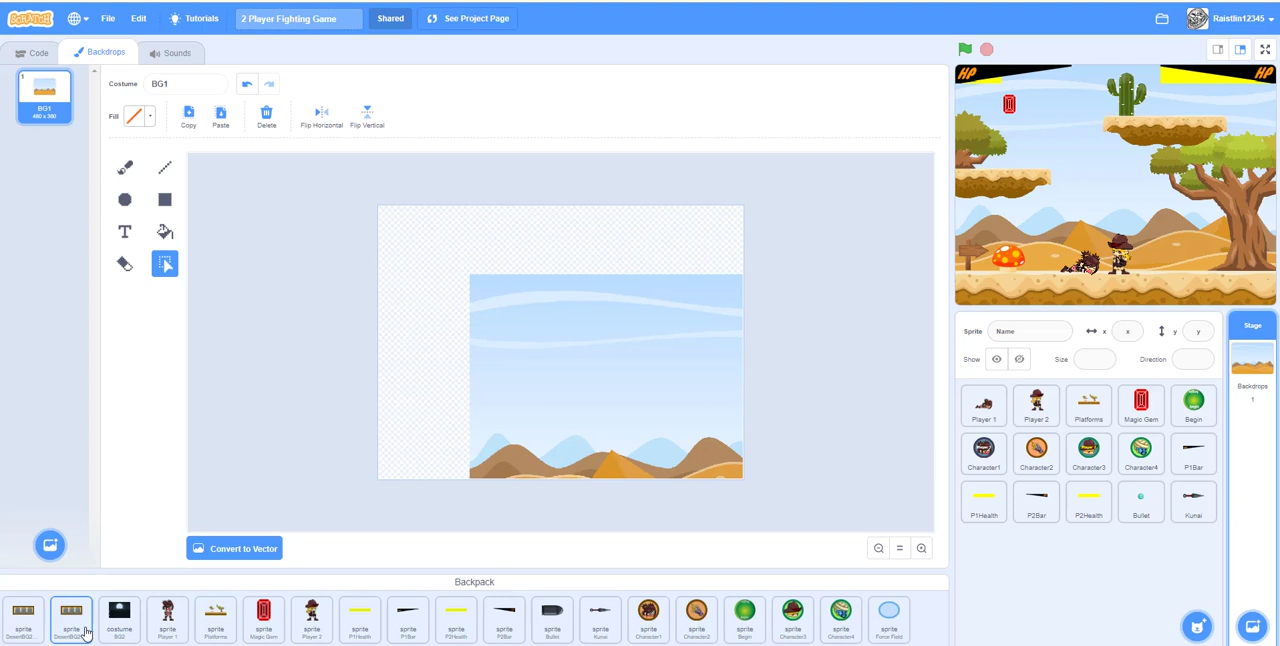 SCRATCH File Edit Tutorials 2 Player Fighting Game Shared See Project Page Raistlin12345
Code Backdrops Sounds
1
BG1
480 x 360
Costume BG1
Fill Copy Paste Delete Flip Horizontal Flip Vertical
T
Convert to Vector
HP HP
Sprite Name x x y y
Show Size Direction
Stage
Backdrops
1
Player 1 Player 2 Platforms Magic Gem Begin
Character1 Character2 Character3 Character4 P1Bar
P1Health P2Bar P2Health Bullet Kunai
Backpack
sprite sprite costume sprite sprite sprite sprite sprite sprite sprite sprite sprite sprite sprite sprite sprite sprite sprite sprite
DesertBG2... BG2 Player 1 Platforms Magic Gem Player 2 P1Health P1Bar P2Health P2Bar Bullet Kunai Character1 Character2 Begin Character3 Character4 Force Field